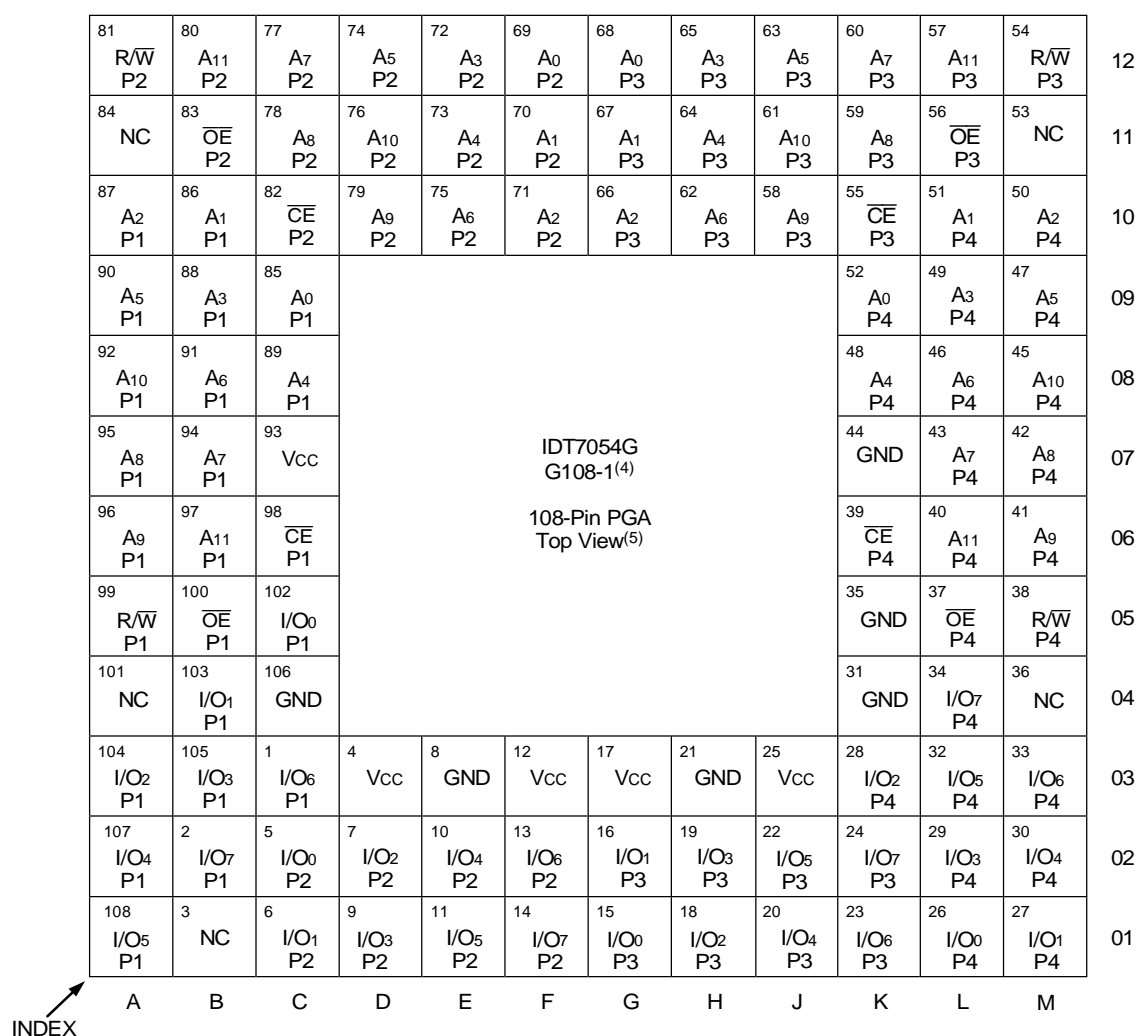 81 80 77 74 72 69 68 65 63 60 57 54
R/W̅ A11 A7 A5 A3 A0 A0 A3 A5 A7 A11 R/W̅ 12
P2 P2 P2 P2 P2 P2 P3 P3 P3 P3 P3 P3
84 83 78 76 73 70 67 64 61 59 56 53
NC O̅E̅ A8 A10 A4 A1 A1 A4 A10 A8 O̅E̅ NC 11
P2 P2 P2 P2 P2 P3 P3 P3 P3 P3
87 86 82 79 75 71 66 62 58 55 51 50
A2 A1 C̅E̅ A9 A6 A2 A2 A6 A9 C̅E̅ A1 A2 10
P1 P1 P2 P2 P2 P2 P3 P3 P3 P3 P4 P4
90 88 85 52 49 47
A5 A3 A0 A0 A3 A5 09
P1 P1 P1 P4 P4 P4
92 91 89 48 46 45
A10 A6 A4 A4 A6 A10 08
P1 P1 P1 P4 P4 P4
95 94 93 44 43 42
A8 A7 VCC GND A7 A8 07
P1 P1 P4 P4
IDT7054G
G108-1(4)
108-Pin PGA
Top View(5)
96 97 98 39 40 41
A9 A11 C̅E̅ C̅E̅ A11 A9 06
P1 P1 P1 P4 P4 P4
99 100 102 35 37 38
R/W̅ O̅E̅ I/O0 GND O̅E̅ R/W̅ 05
P1 P1 P1 P4 P4
101 103 106 31 34 36
NC I/O1 GND GND I/O7 NC 04
P1 P4
104 105 1 4 8 12 17 21 25 28 32 33
I/O2 I/O3 I/O6 VCC GND VCC VCC GND VCC I/O2 I/O5 I/O6 03
P1 P1 P1 P4 P4 P4
107 2 5 7 10 13 16 19 22 24 29 30
I/O4 I/O7 I/O0 I/O2 I/O4 I/O6 I/O1 I/O3 I/O5 I/O7 I/O3 I/O4 02
P1 P1 P2 P2 P2 P2 P3 P3 P3 P3 P4 P4
108 3 6 9 11 14 15 18 20 23 26 27
I/O5 NC I/O1 I/O3 I/O5 I/O7 I/O0 I/O2 I/O4 I/O6 I/O0 I/O1 01
P1 P2 P2 P2 P2 P3 P3 P3 P3 P4 P4
A B C D E F G H J K L M
INDEX